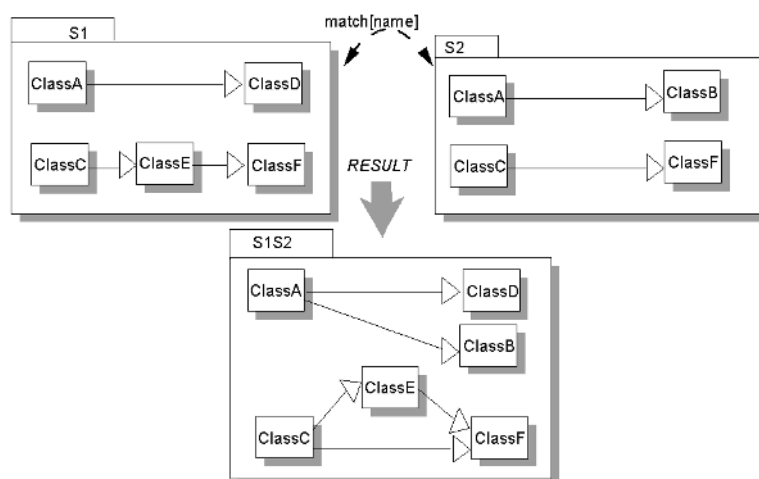 match[name]
S1
S2
ClassA
ClassD
ClassC
ClassE
ClassF
ClassA
ClassB
ClassC
ClassF
RESULT
S1S2
ClassA
ClassD
ClassB
ClassE
ClassC
ClassF